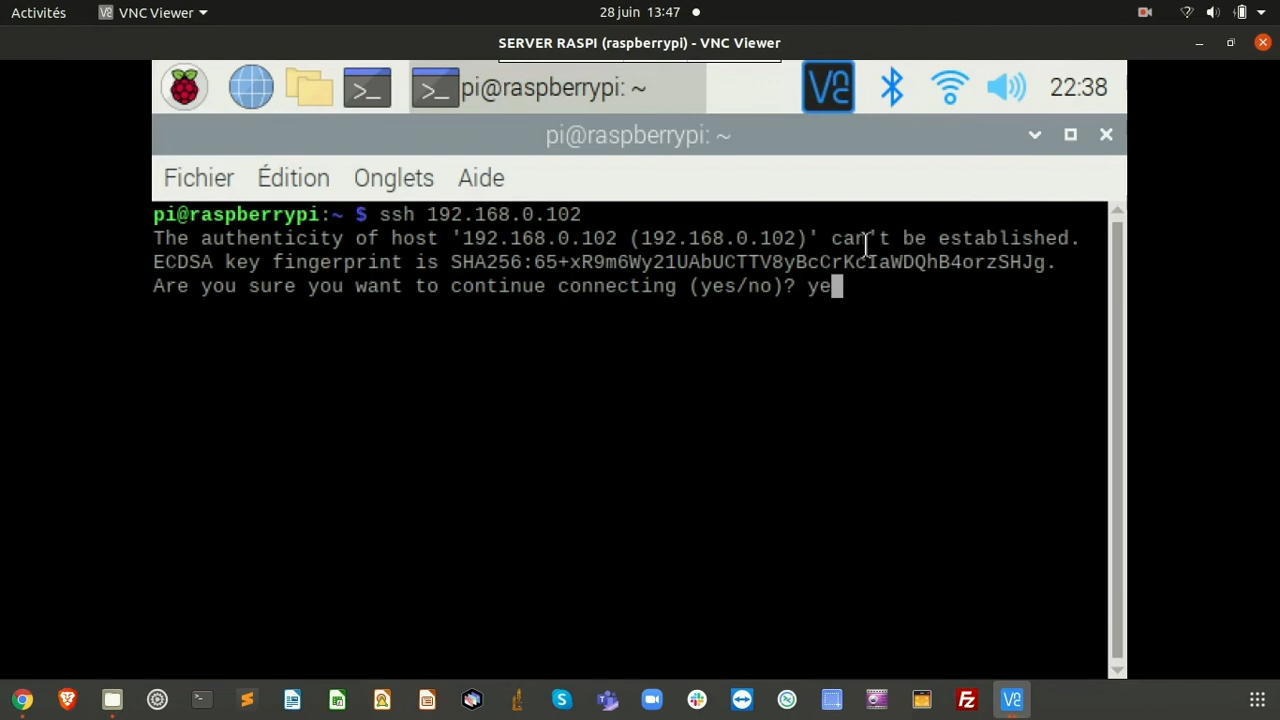 Activités VNC Viewer 28 juin 13:47
SERVER RASPI (raspberrypi) - VNC Viewer
pi@raspberrypi: ~ 22:38
pi@raspberrypi: ~
Fichier Édition Onglets Aide
pi@raspberrypi:~ $ ssh 192.168.0.102
The authenticity of host '192.168.0.102 (192.168.0.102)' can't be established.
ECDSA key fingerprint is SHA256:65+xR9m6Wy21UAbUCTTV8yBcCrKcIaWDQhB4orzSHJg.
Are you sure you want to continue connecting (yes/no)? ye